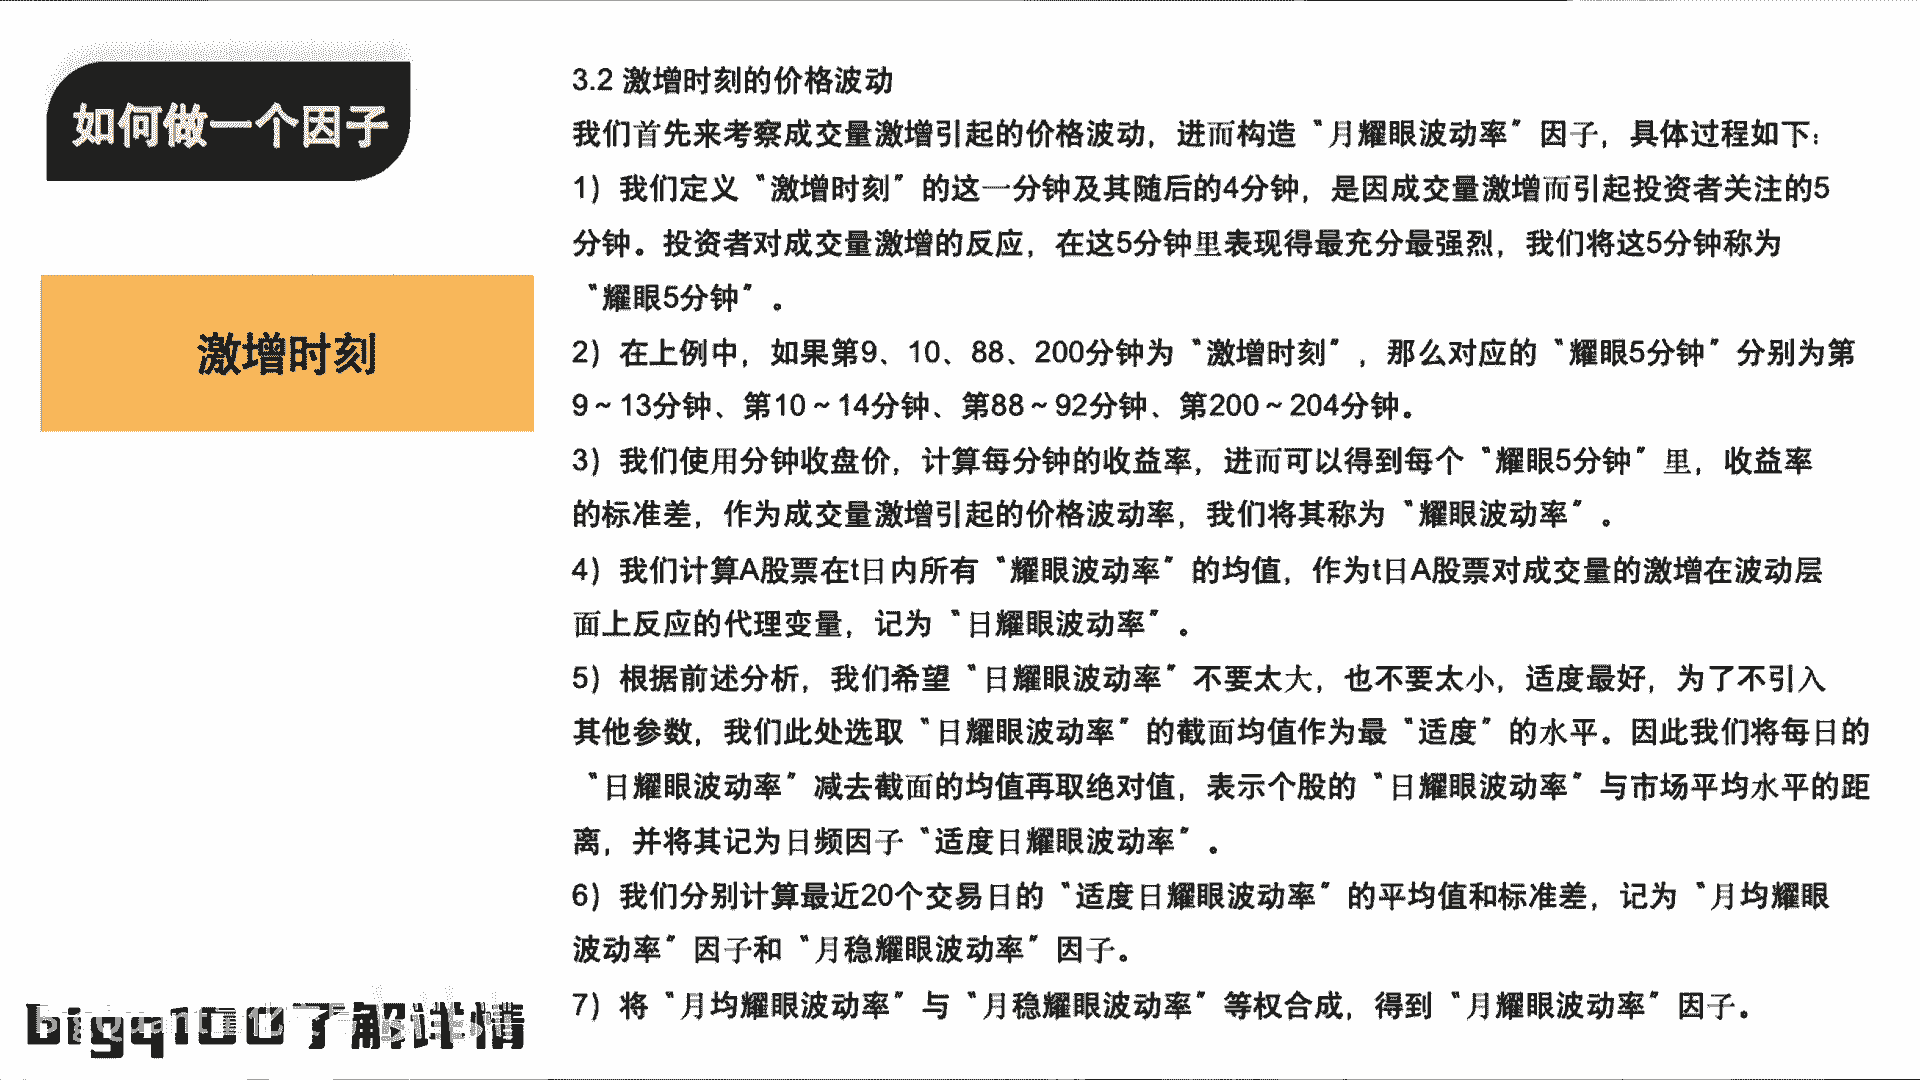 如何做一个因子
激增时刻
3.2 激增时刻的价格波动
我们首先来考察成交量激增引起的价格波动，进而构造“月耀眼波动率”因子，具体过程如下：
1）我们定义“激增时刻”的这一分钟及其随后的4分钟，是因成交量激增而引起投资者关注的5
分钟。投资者对成交量激增的反应，在这5分钟里表现得最充分最强烈，我们将这5分钟称为
“耀眼5分钟”。
2）在上例中，如果第9、10、88、200分钟为“激增时刻”，那么对应的“耀眼5分钟”分别为第
9～13分钟、第10～14分钟、第88～92分钟、第200～204分钟。
3）我们使用分钟收盘价，计算每分钟的收益率，进而可以得到每个“耀眼5分钟”里，收益率
的标准差，作为成交量激增引起的价格波动率，我们将其称为“耀眼波动率”。
4）我们计算A股票在t日内所有“耀眼波动率”的均值，作为t日A股票对成交量的激增在波动层
面上反应的代理变量，记为“日耀眼波动率”。
5）根据前述分析，我们希望“日耀眼波动率”不要太大，也不要太小，适度最好，为了不引入
其他参数，我们此处选取“日耀眼波动率”的截面均值作为最“适度”的水平。因此我们将每日的
“日耀眼波动率”减去截面的均值再取绝对值，表示个股的“日耀眼波动率”与市场平均水平的距
离，并将其记为日频因子“适度日耀眼波动率”。
6）我们分别计算最近20个交易日的“适度日耀眼波动率”的平均值和标准差，记为“月均耀眼
波动率”因子和“月稳耀眼波动率”因子。
7）将“月均耀眼波动率”与“月稳耀眼波动率”等权合成，得到“月耀眼波动率”因子。
bigq100了解详情